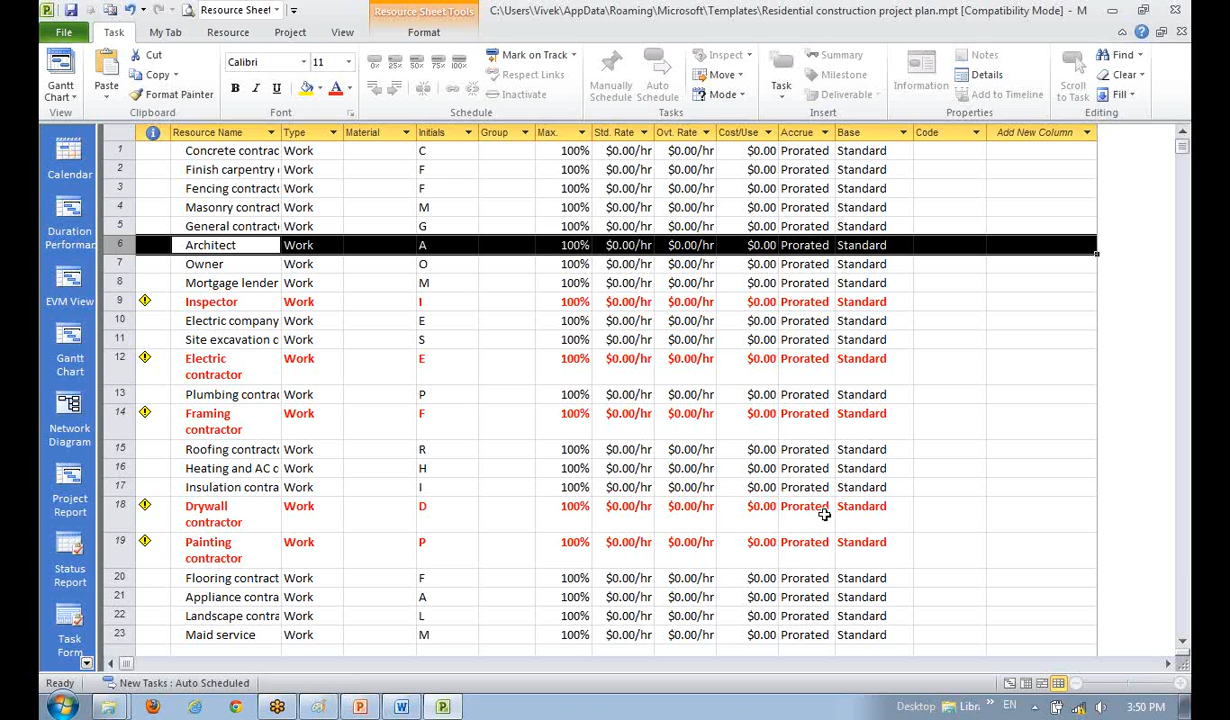 Resource Sheet
Resource Sheet Tools
C:\Users\Vivek\AppData\Roaming\Microsoft\Templates\Residential construction project plan.mpt [Compatibility Mode] - M
File Task My Tab Resource Project View Format
Gantt Chart
View
Paste
Cut
Copy
Format Painter
Clipboard
Calibri 11
B I U A
Font
0% 25% 50% 75% 100%
Mark on Track
Respect Links
Inactivate
Schedule
Manually Schedule
Auto Schedule
Inspect
Move
Mode
Tasks
Task
Summary
Milestone
Deliverable
Insert
Information
Notes
Details
Add to Timeline
Properties
Scroll to Task
Find
Clear
Fill
Editing
Resource Name Type Material Initials Group Max. Std. Rate Ovt. Rate Cost/Use Accrue Base Code Add New Column
1 Concrete contrac Work C 100% $0.00/hr $0.00/hr $0.00 Prorated Standard
2 Finish carpentry Work F 100% $0.00/hr $0.00/hr $0.00 Prorated Standard
3 Fencing contract Work F 100% $0.00/hr $0.00/hr $0.00 Prorated Standard
4 Masonry contract Work M 100% $0.00/hr $0.00/hr $0.00 Prorated Standard
5 General contract Work G 100% $0.00/hr $0.00/hr $0.00 Prorated Standard
6 Architect Work A 100% $0.00/hr $0.00/hr $0.00 Prorated Standard
7 Owner Work O 100% $0.00/hr $0.00/hr $0.00 Prorated Standard
8 Mortgage lender Work M 100% $0.00/hr $0.00/hr $0.00 Prorated Standard
9 Inspector Work I 100% $0.00/hr $0.00/hr $0.00 Prorated Standard
10 Electric company Work E 100% $0.00/hr $0.00/hr $0.00 Prorated Standard
11 Site excavation c Work S 100% $0.00/hr $0.00/hr $0.00 Prorated Standard
12 Electric contractor Work E 100% $0.00/hr $0.00/hr $0.00 Prorated Standard
13 Plumbing contrac Work P 100% $0.00/hr $0.00/hr $0.00 Prorated Standard
14 Framing contractor Work F 100% $0.00/hr $0.00/hr $0.00 Prorated Standard
15 Roofing contract Work R 100% $0.00/hr $0.00/hr $0.00 Prorated Standard
16 Heating and AC c Work H 100% $0.00/hr $0.00/hr $0.00 Prorated Standard
17 Insulation contra Work I 100% $0.00/hr $0.00/hr $0.00 Prorated Standard
18 Drywall contractor Work D 100% $0.00/hr $0.00/hr $0.00 Prorated Standard
19 Painting contractor Work P 100% $0.00/hr $0.00/hr $0.00 Prorated Standard
20 Flooring contract Work F 100% $0.00/hr $0.00/hr $0.00 Prorated Standard
21 Appliance contra Work A 100% $0.00/hr $0.00/hr $0.00 Prorated Standard
22 Landscape contra Work L 100% $0.00/hr $0.00/hr $0.00 Prorated Standard
23 Maid service Work M 100% $0.00/hr $0.00/hr $0.00 Prorated Standard
Calendar
Duration
Performan
EVM View
Gantt
Chart
Network
Diagram
Project
Report
Status
Report
Task
Form
Ready New Tasks : Auto Scheduled
Desktop Libra » EN 3:50 PM